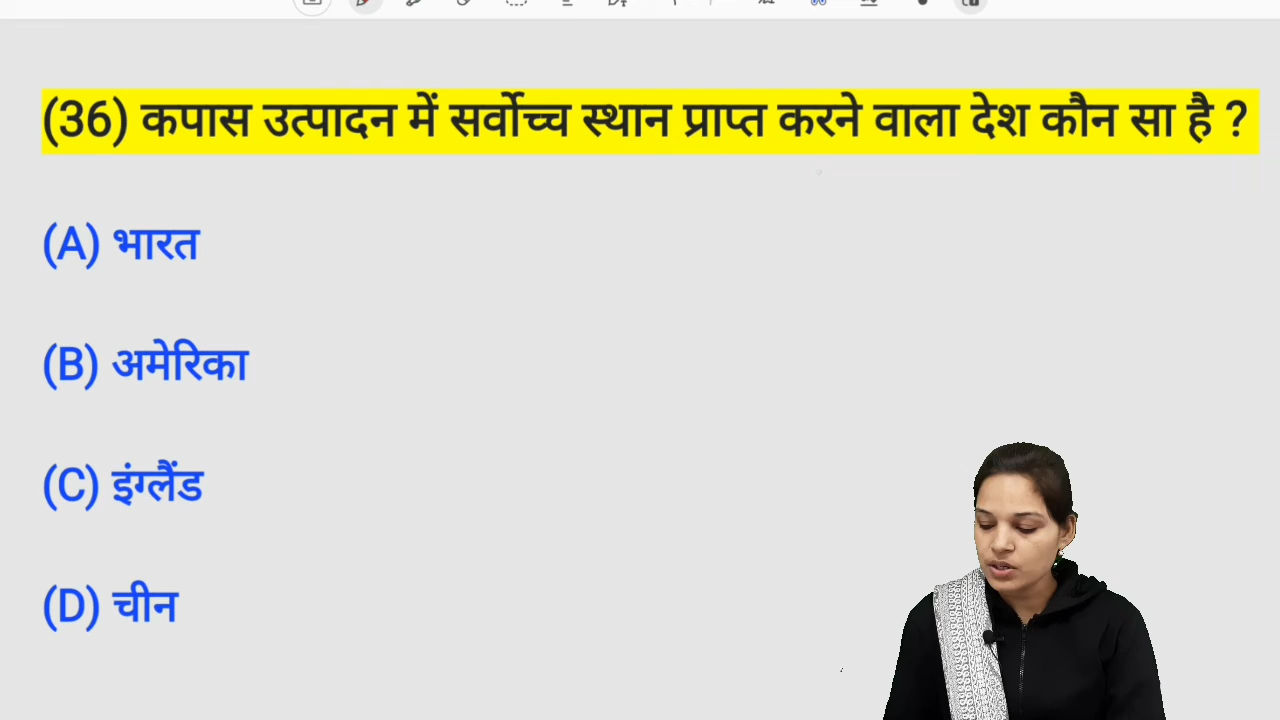 (36) कपास उत्पादन में सर्वोच्च स्थान प्राप्त करने वाला देश कौन सा है ?
(A) भारत
(B) अमेरिका
(C) इंग्लैंड
(D) चीन